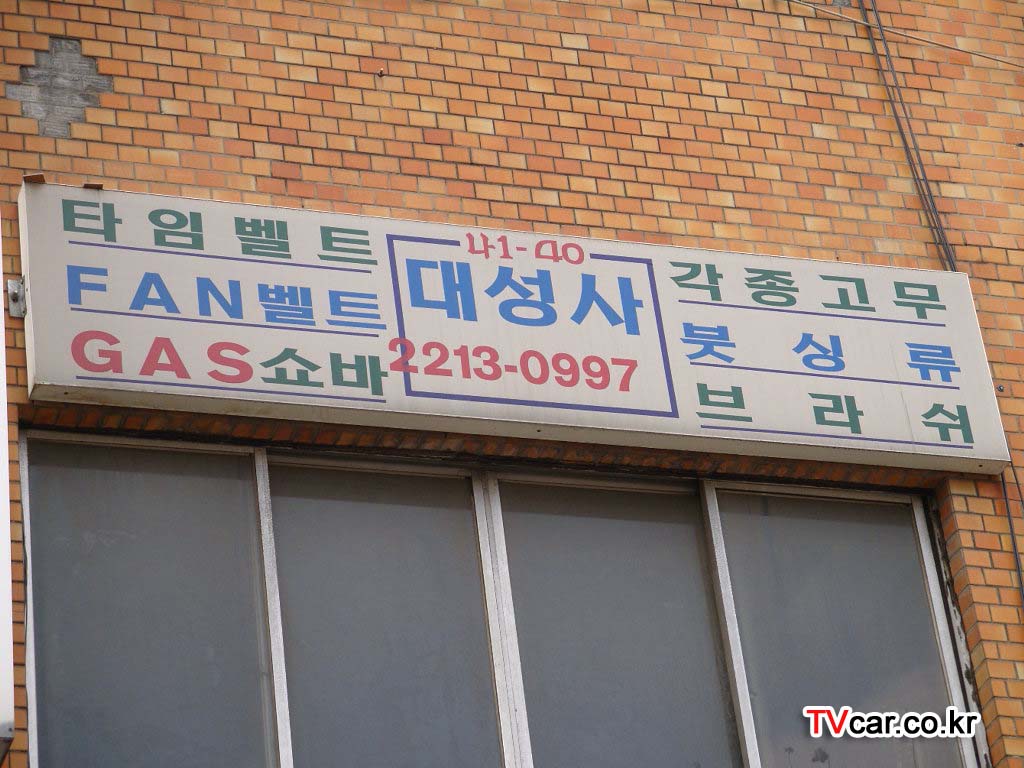 타임벨트
FAN벨트
GAS쇼바
41-40
대성사
2213-0997
각종고무
붓싱류
브라쉬
TVcar.co.kr